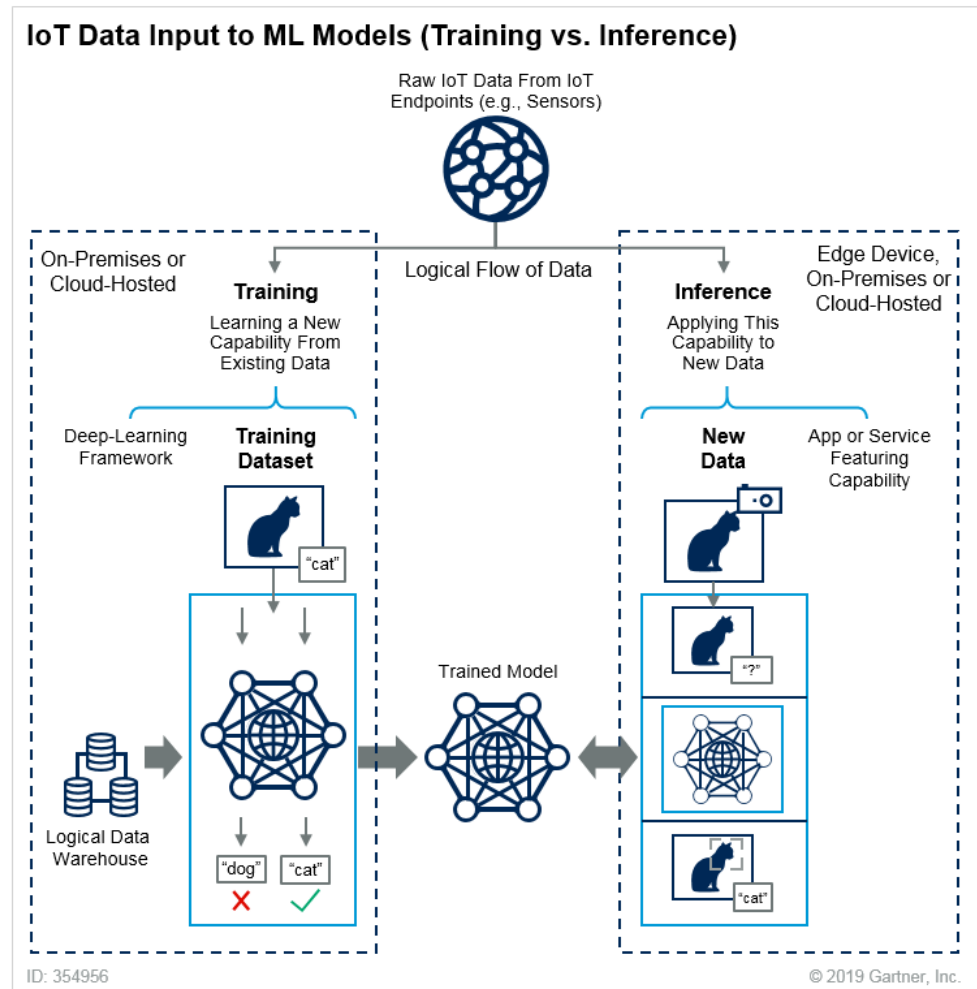 IoT Data Input to ML Models (Training vs. Inference)
Raw IoT Data From IoT
Endpoints (e.g., Sensors)
Logical Flow of Data
On-Premises or
Cloud-Hosted
Training
Learning a New
Capability From
Existing Data
Deep-Learning
Framework
Training
Dataset
“cat”
Logical Data
Warehouse
“dog”
“cat”
Trained Model
Edge Device,
On-Premises or
Cloud-Hosted
Inference
Applying This
Capability to
New Data
New
Data
App or Service
Featuring
Capability
“?”
“cat”
ID: 354956
© 2019 Gartner, Inc.